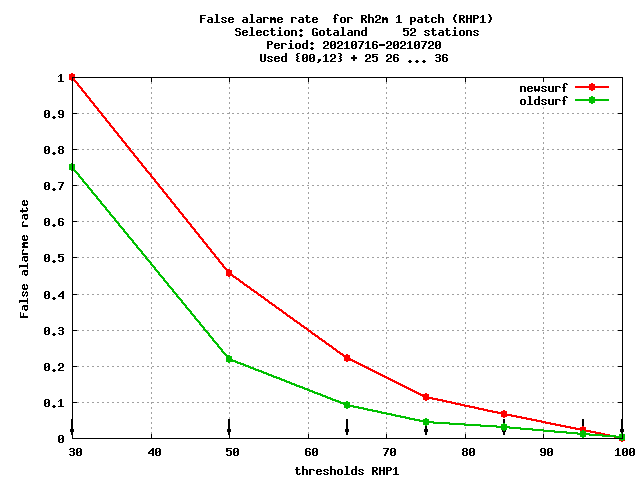 False alarme rate  for Rh2m 1 patch (RHP1)
Selection: Gotaland     52 stations
Period: 20210716-20210720
Used {00,12} + 25 26 ... 36
newsurf
oldsurf
1
0.9
0.8
0.7
0.6
0.5
0.4
0.3
0.2
0.1
0
False alarme rate
30 40 50 60 70 80 90 100
thresholds RHP1